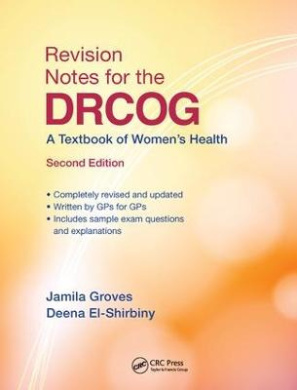 Revision
Notes for the
DRCOG
A Textbook of Women's Health
Second Edition
• Completely revised and updated
• Written by GPs for GPs
• Includes sample exam questions
and explanations
Jamila Groves
Deena El-Shirbiny
CRC Press
Taylor & Francis Group